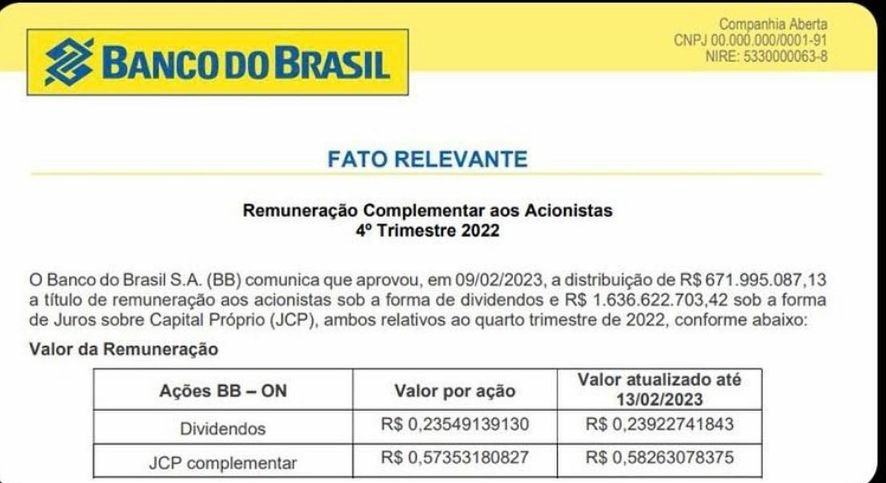 Companhia Aberta
CNPJ 00.000.000/0001-91
NIRE: 5330000063-8
BANCO DO BRASIL
FATO RELEVANTE
Remuneração Complementar aos Acionistas
4º Trimestre 2022
O Banco do Brasil S.A. (BB) comunica que aprovou, em 09/02/2023, a distribuição de R$ 671.995.087,13
a título de remuneração aos acionistas sob a forma de dividendos e R$ 1.636.622.703,42 sob a forma
de Juros sobre Capital Próprio (JCP), ambos relativos ao quarto trimestre de 2022, conforme abaixo:
Valor da Remuneração
Ações BB – ON Valor por ação Valor atualizado até
13/02/2023
Dividendos R$ 0,23549139130 R$ 0,23922741843
JCP complementar R$ 0,57353180827 R$ 0,58263078375